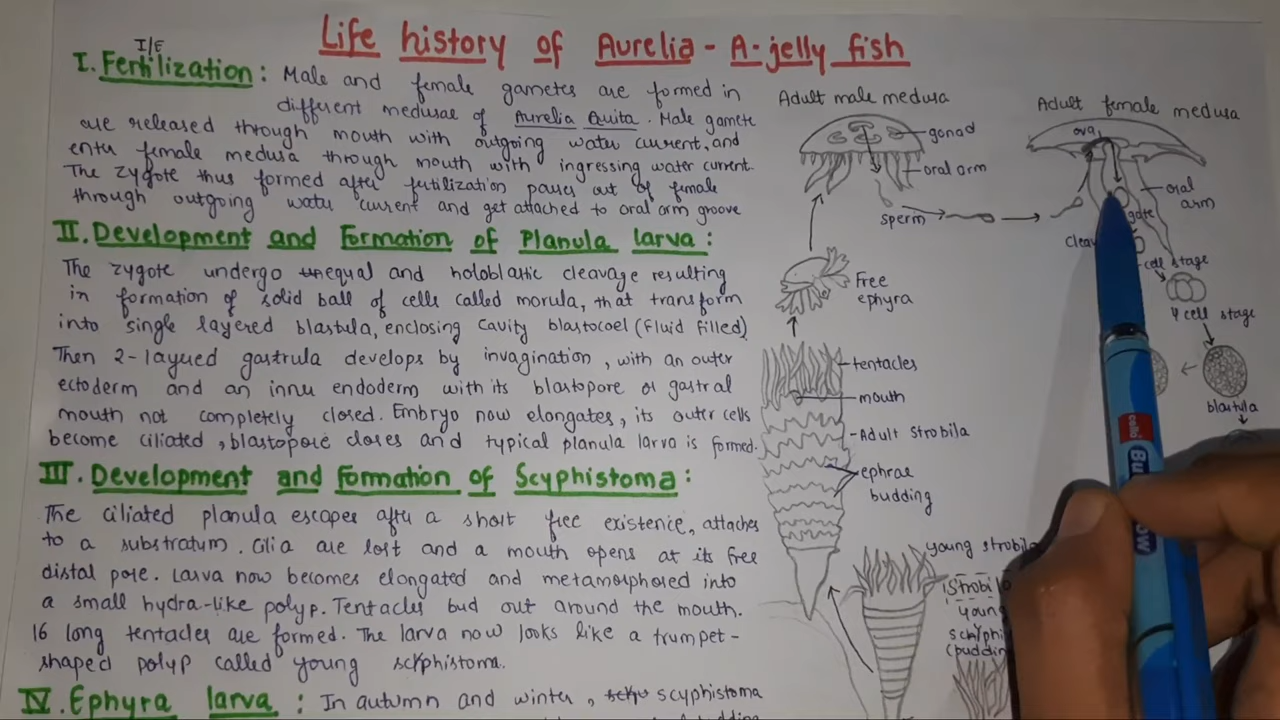 Life history of Aurelia - A-jelly fish
I/E
I. Fertilization : Male and female gametes are formed in
different medusae of Aurelia Aurita. Male gamete
are released through mouth with outgoing water current, and
enter female medusa through mouth with ingressing water current.
The zygote thus formed after fertilization passes out of female
through outgoing water current and get attached to oral arm groove
II. Development and Formation of Planula larva :
The zygote undergo unequal and holoblastic cleavage resulting
in formation of solid ball of cells called morula, that transform
into single layered blastula, enclosing cavity blastocoel (fluid filled)
Then 2-layered gastrula develops by invagination, with an outer
ectoderm and an inner endoderm with its blastopore or gastral
mouth not completely closed. Embryo now elongates, its outer cells
become ciliated, blastopore closes and typical planula larva is formed.
III. Development and Formation of Scyphistoma :
The ciliated planula escapes after a short free existence, attaches
to a substratum. Cilia are lost and a mouth opens at its free
distal pole. Larva now becomes elongated and metamorphosed into
a small hydra-like polyp. Tentacles bud out around the mouth.
16 long tentacles are formed. The larva now looks like a trumpet-
shaped polyp called young scyphistoma.
IV. Ephyra larva : In autumn and winter, scyphistoma
Adult male medusa
gonad
oral arm
sperm
Adult female medusa
ova
oral
arm
cell stage
4 cell stage
blastula
Free
ephyra
tentacles
mouth
Adult strobila
ephrae
budding
young strobila
Young